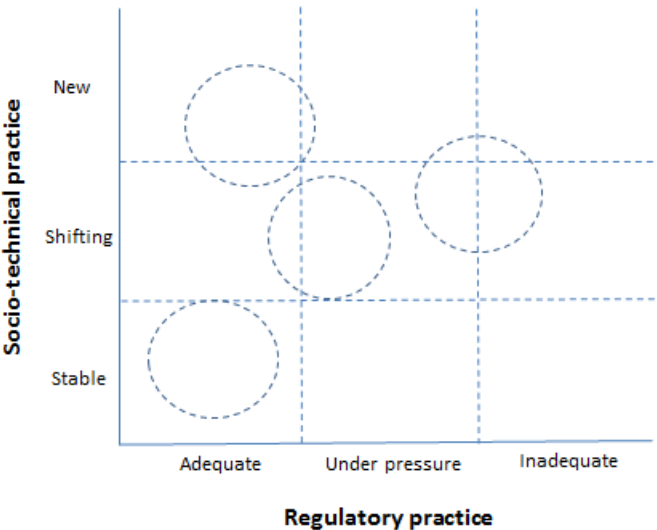 New
Socio-technical practice
Shifting
Stable
Adequate
Under pressure
Inadequate
Regulatory practice